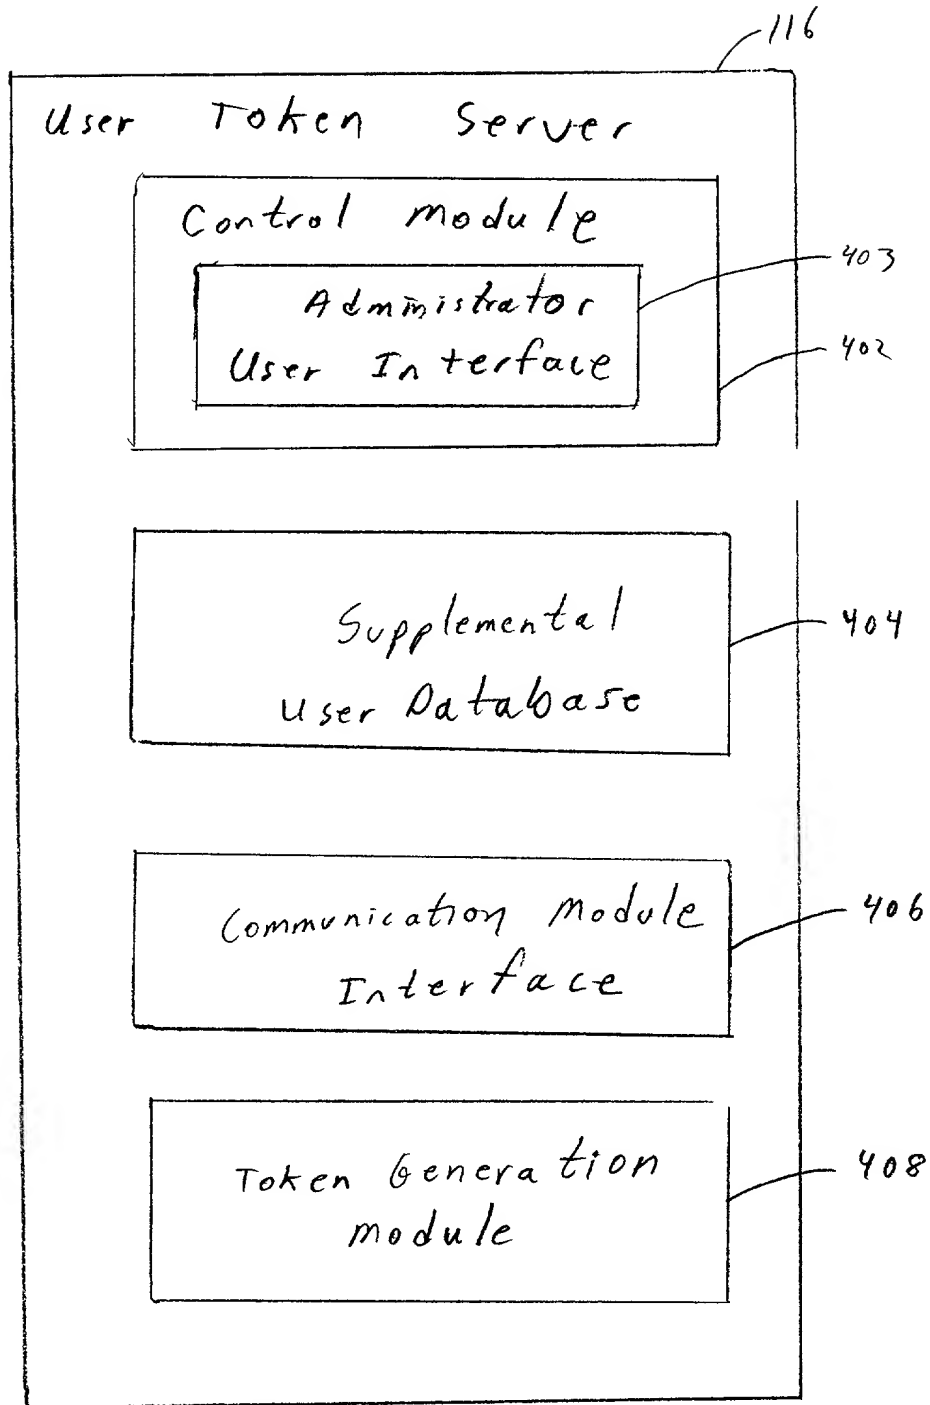 116
User Token Server
Control Module
403
Administrator
User Interface
402
Supplemental
User Database
404
Communication Module
Interface
406
Token Generation
Module
408